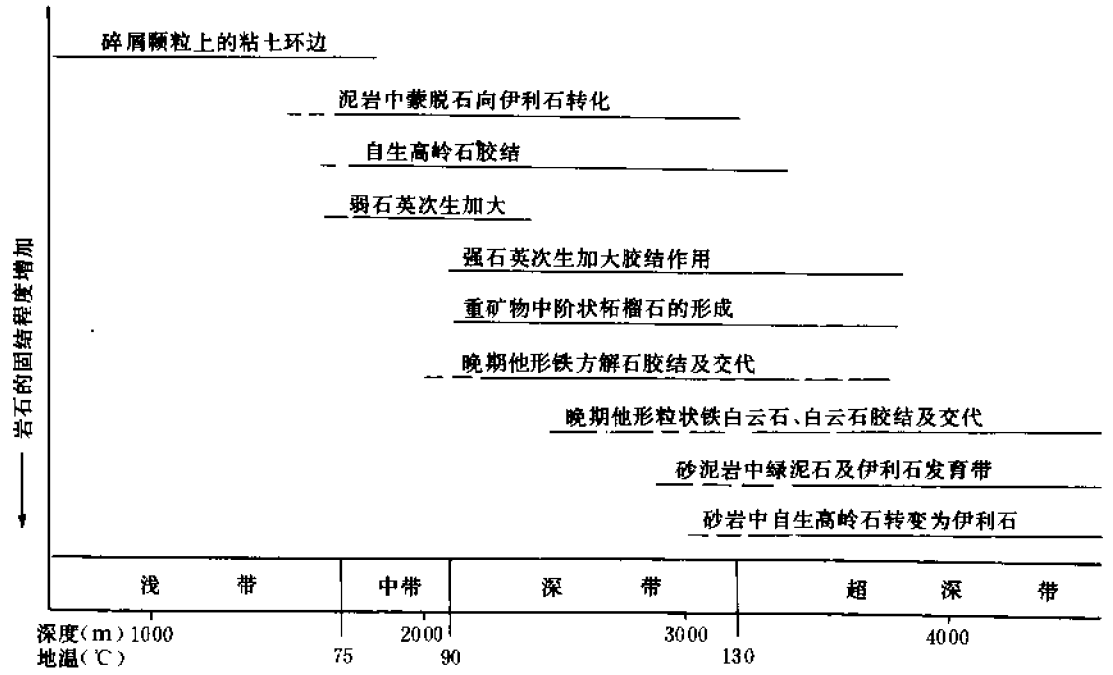 碎屑颗粒上的粘七环边
泥岩中蒙脱石向伊利石转化
自生高岭石胶结
弱石英次生加大
强石英次生加大胶结作用
重矿物中阶状柘榴石的形成
晚期他形铁方解石胶结及交代
晚期他形粒状铁白云石、白云石胶结及交代
砂泥岩中绿泥石及伊利石发育带
砂岩中自生高岭石转变为伊利石
岩石的固结程度增加
浅 带 中带 深 带 超 深 带
深度(m) 1000 2000 3000 4000
地温(℃) 75 90 130